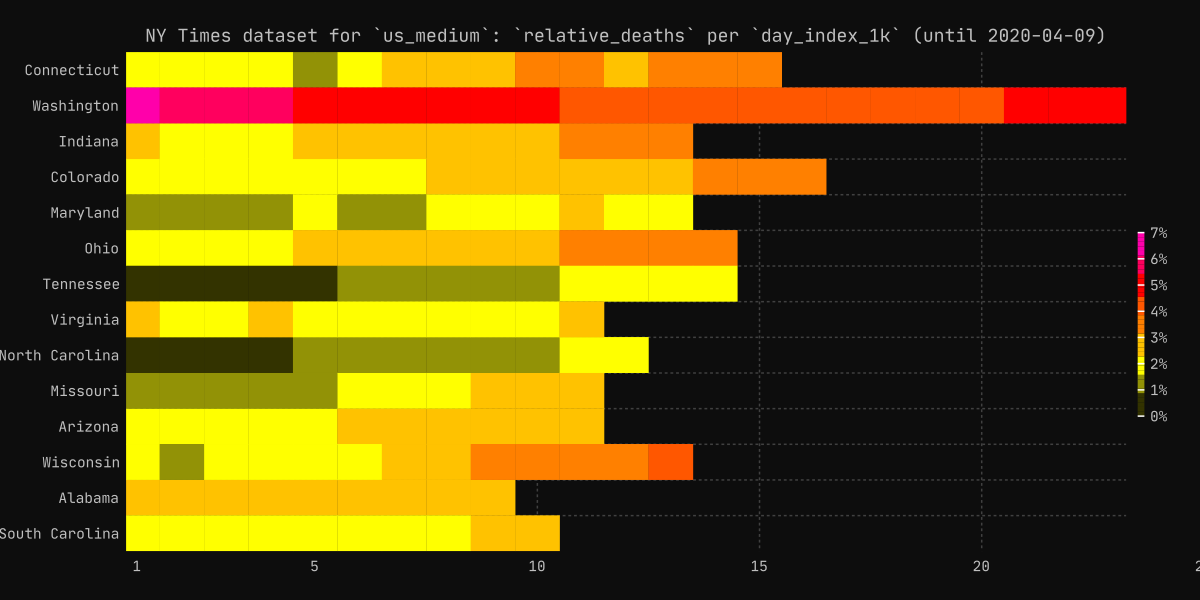 NY Times dataset for `us_medium`: `relative_deaths` per `day_index_1k` (until 2020-04-09)
Connecticut
Washington
Indiana
Colorado
Maryland
Ohio
Tennessee
Virginia
North Carolina
Missouri
Arizona
Wisconsin
Alabama
South Carolina
7%
6%
5%
4%
3%
2%
1%
0%
1 5 10 15 20